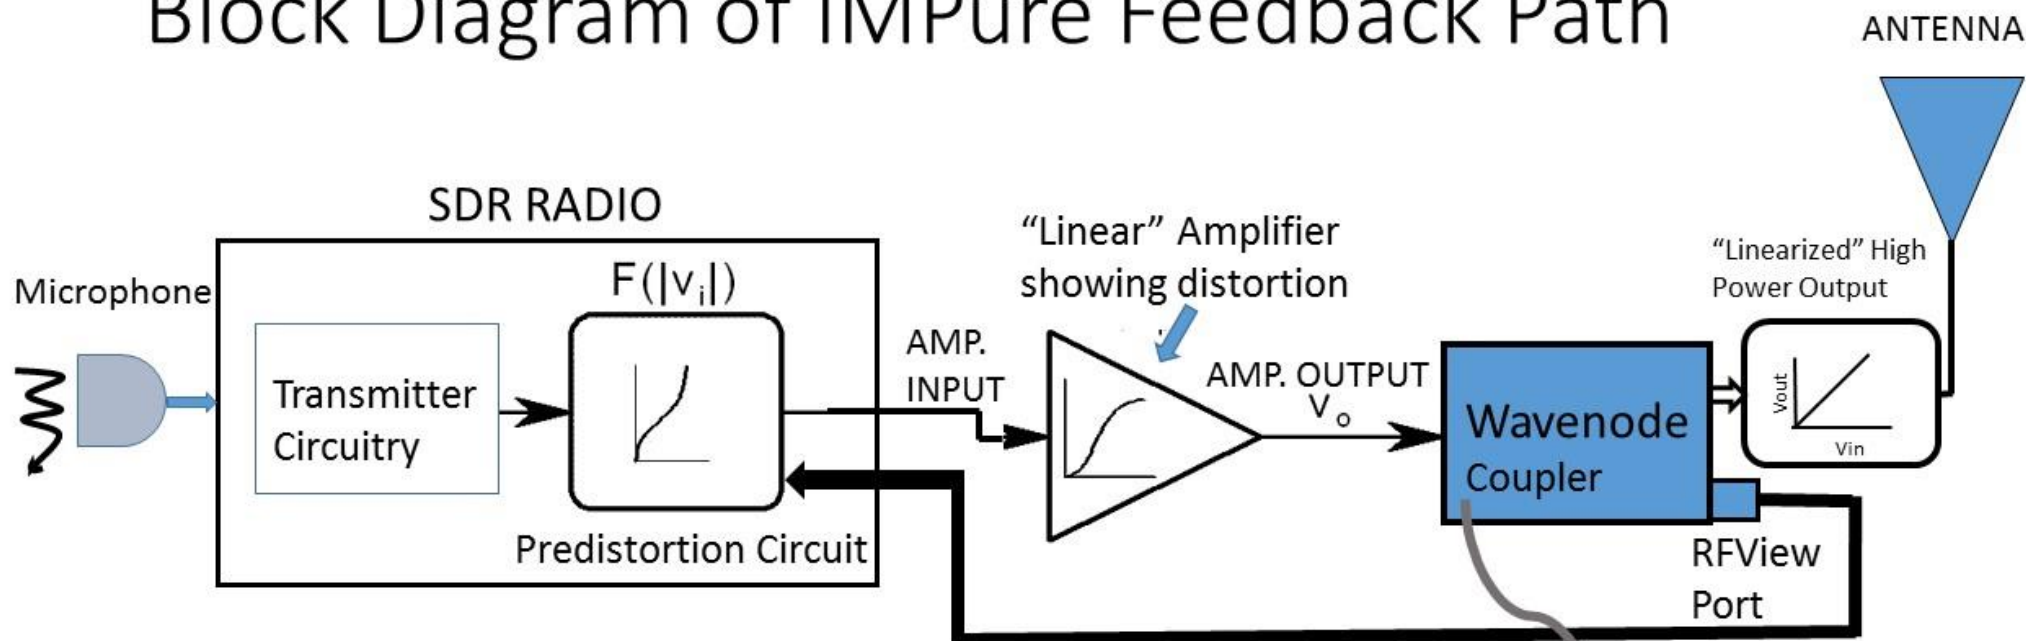 Block Diagram of IMPure Feedback Path
ANTENNA
SDR RADIO
Microphone
F(|vᵢ|)
Transmitter
Circuitry
Predistortion Circuit
AMP.
INPUT
“Linear” Amplifier
showing distortion
AMP. OUTPUT
Vₒ
Wavenode
Coupler
“Linearized” High
Power Output
Vout
Vin
RFView
Port